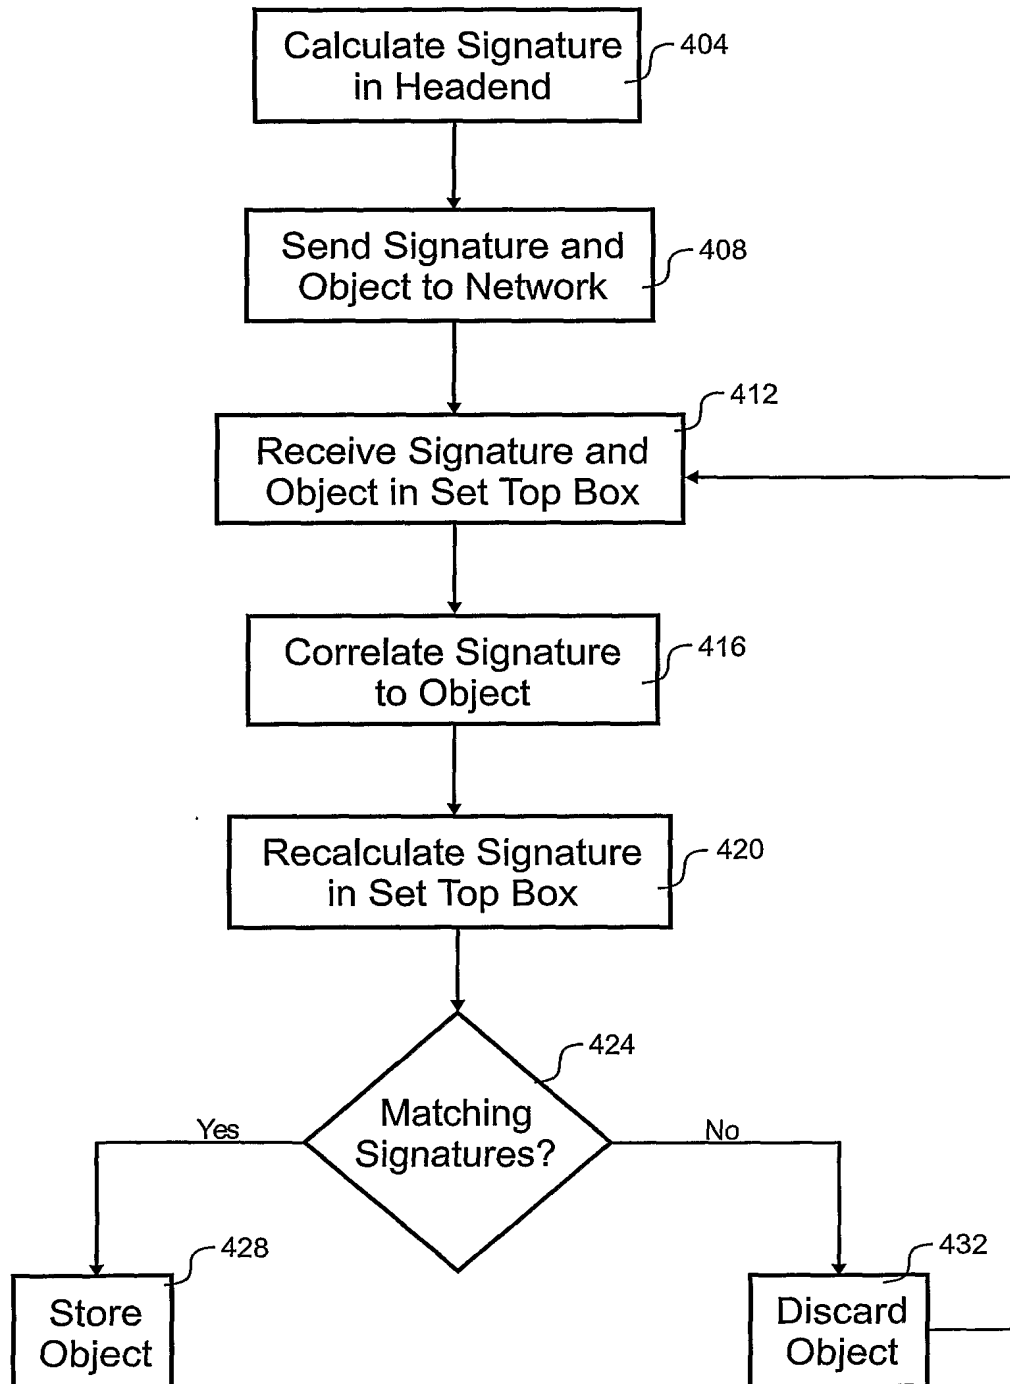 Calculate Signature
in Headend
404
Send Signature and
Object to Network
408
412
Receive Signature and
Object in Set Top Box
Correlate Signature
to Object
416
Recalculate Signature
in Set Top Box
420
424
Matching
Signatures?
Yes
No
428
Store
Object
432
Discard
Object